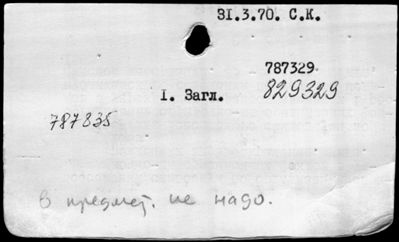 31.3.70. С.К.
787329
1. Загл. 829329
787835
в предмет. не надо.